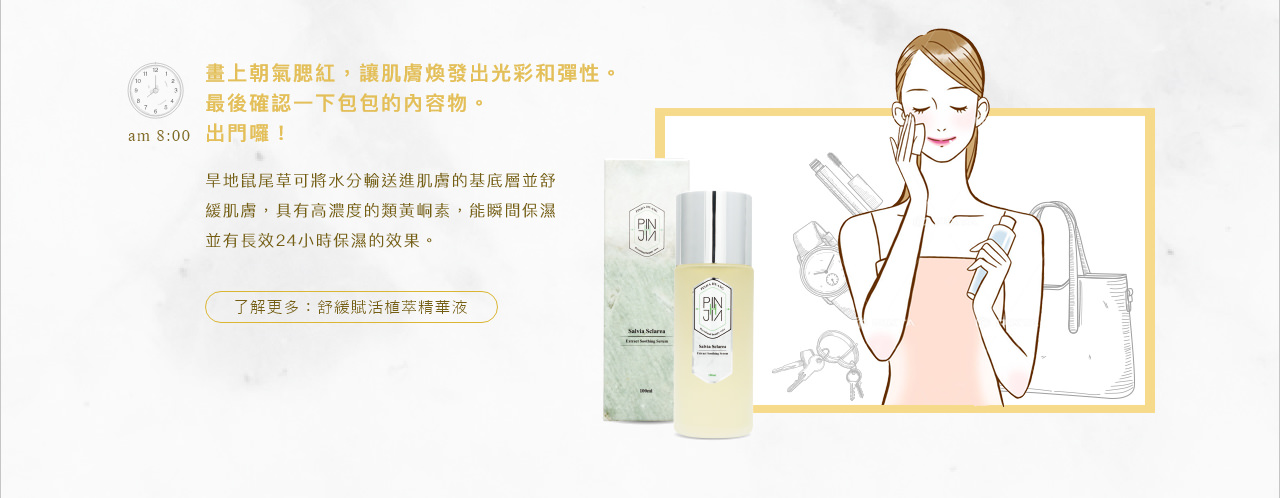 畫上朝氣腮紅，讓肌膚煥發出光彩和彈性。
最後確認一下包包的內容物。
出門囉！
am 8:00
旱地鼠尾草可將水分輸送進肌膚的基底層並舒
緩肌膚，具有高濃度的類黃峒素，能瞬間保濕
並有長效24小時保濕的效果。
了解更多：舒緩賦活植萃精華液
PIN
JIA
Salvia Sclarea
Extract Soothing Serum
100ml
PIN
JIA
Salvia Sclarea
Extract Soothing Serum